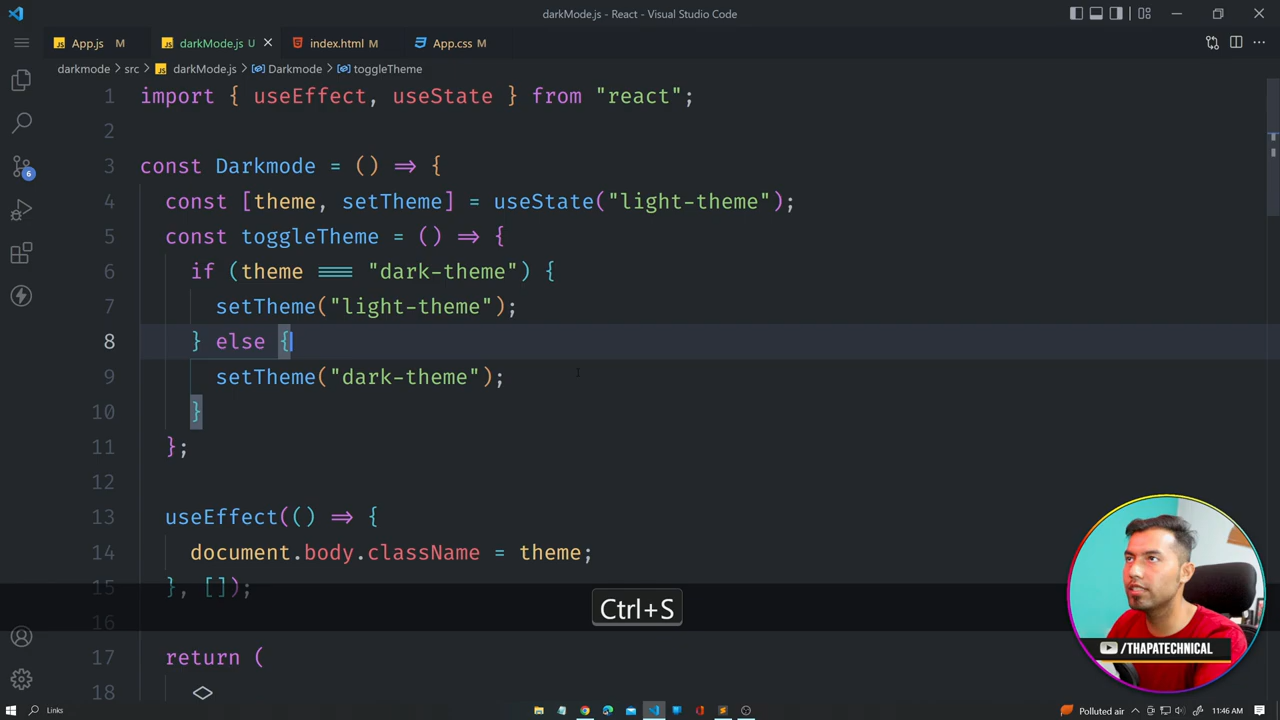 darkMode.js - React - Visual Studio Code
App.js M
darkMode.js U
index.html M
App.css M
darkmode > src > darkMode.js > Darkmode > toggleTheme
1 import { useEffect, useState } from "react";
2
3 const Darkmode = () => {
4 const [theme, setTheme] = useState("light-theme");
5 const toggleTheme = () => {
6 if (theme === "dark-theme") {
7 setTheme("light-theme");
8 } else {
9 setTheme("dark-theme");
10 }
11 };
12
13 useEffect(() => {
14 document.body.className = theme;
15 }, []);
16
17 return (
18 <>
6
Ctrl+S
/THAPATECHNICAL
Links
Polluted air
11:46 AM